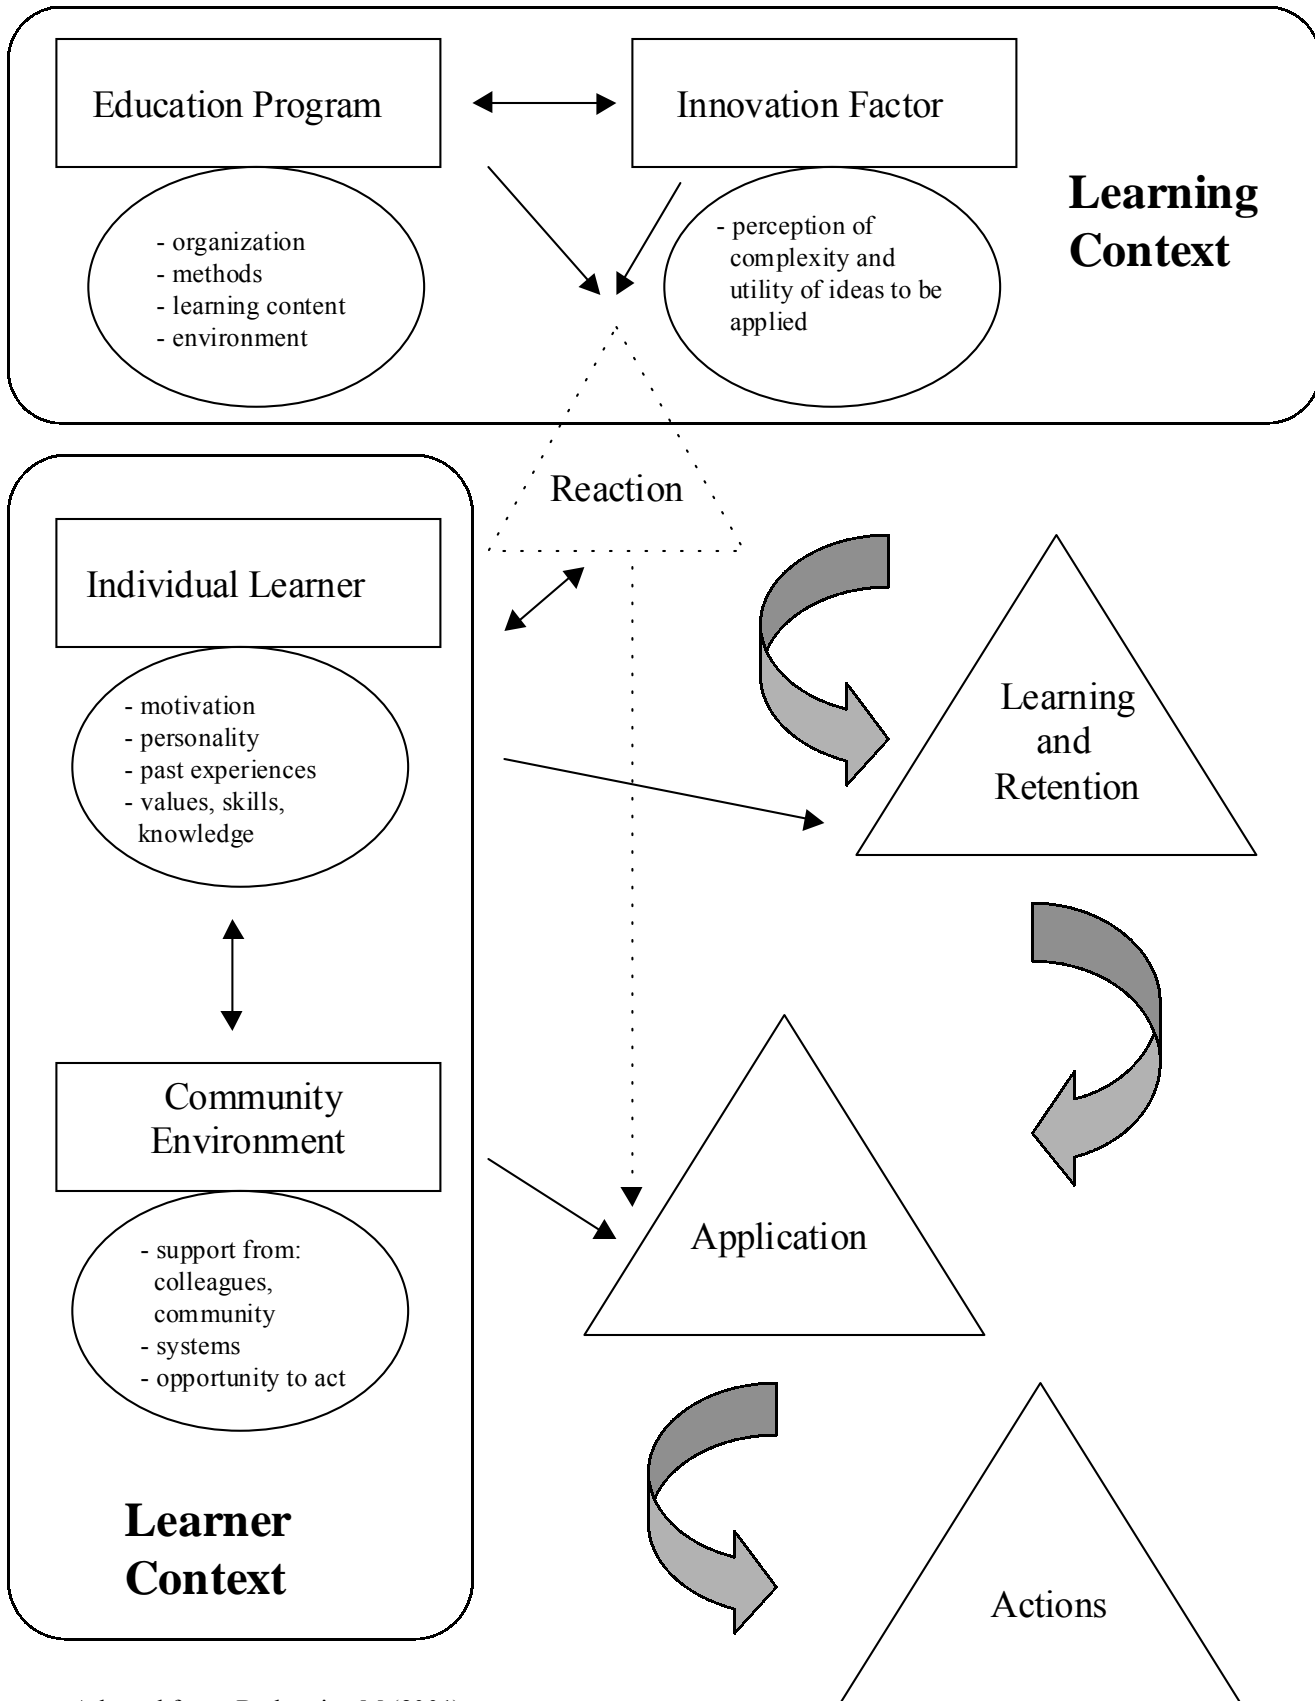 Education Program
Innovation Factor
- organization
- methods
- learning content
- environment
- perception of
complexity and
utility of ideas to be
applied
Learning
Context
Reaction
Individual Learner
- motivation
- personality
- past experiences
- values, skills,
knowledge
Learning
and
Retention
Community
Environment
- support from:
colleagues,
community
- systems
- opportunity to act
Application
Learner
Context
Actions